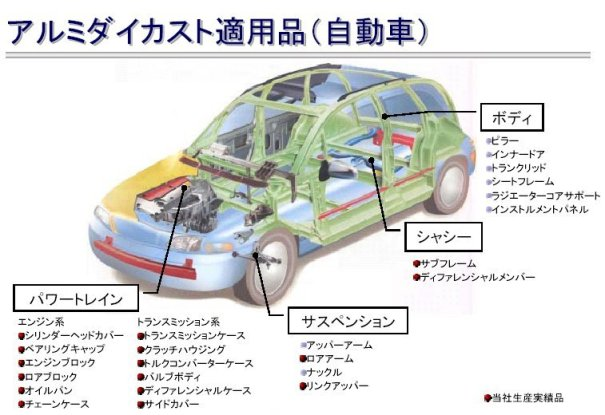 アルミダイカスト適用品(自動車)
ボディ
ピラー
インナードア
トランクリッド
シートフレーム
ラジエーターコアサポート
インストルメントパネル
シャシー
サブフレーム
ディファレンシャルメンバー
パワートレイン
エンジン系
シリンダーヘッドカバー
ベアリングキャップ
エンジンブロック
ロアブロック
オイルパン
チェーンケース
トランスミッション系
トランスミッションケース
クラッチハウジング
トルクコンバーターケース
バルブボディ
ディファレンシャルケース
サイドカバー
サスペンション
アッパーアーム
ロアアーム
ナックル
リンクアッパー
当社生産実績品